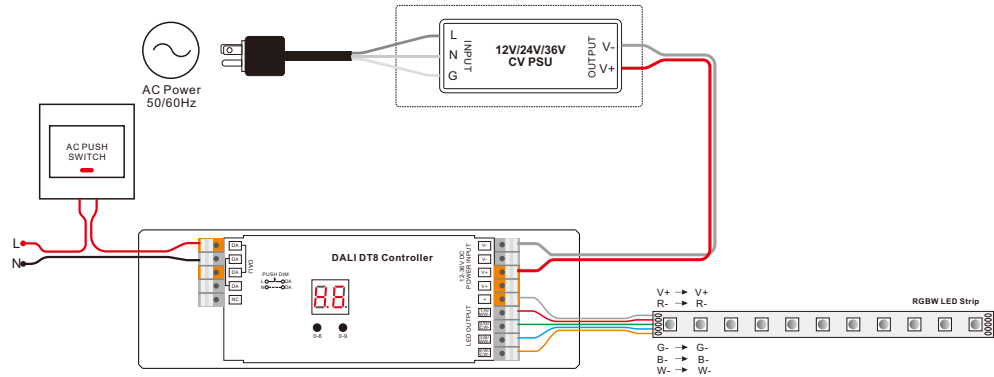 AC Power
50/60Hz
L
N
G
INPUT
12V/24V/36V
CV PSU
OUTPUT
V-
V+
AC PUSH
SWITCH
L
N
DA
DA
DA
DA
NC
DALI
PUSH DIM
L DA
N DA
DALI DT8 Controller
8.8.
0-6
0-9
12-36V DC
POWER INPUT
LED OUTPUT
V-
V-
V+
V+
+
V+ → V+
R- → R-
RGBW LED Strip
G- → G-
B- → B-
W- → W-